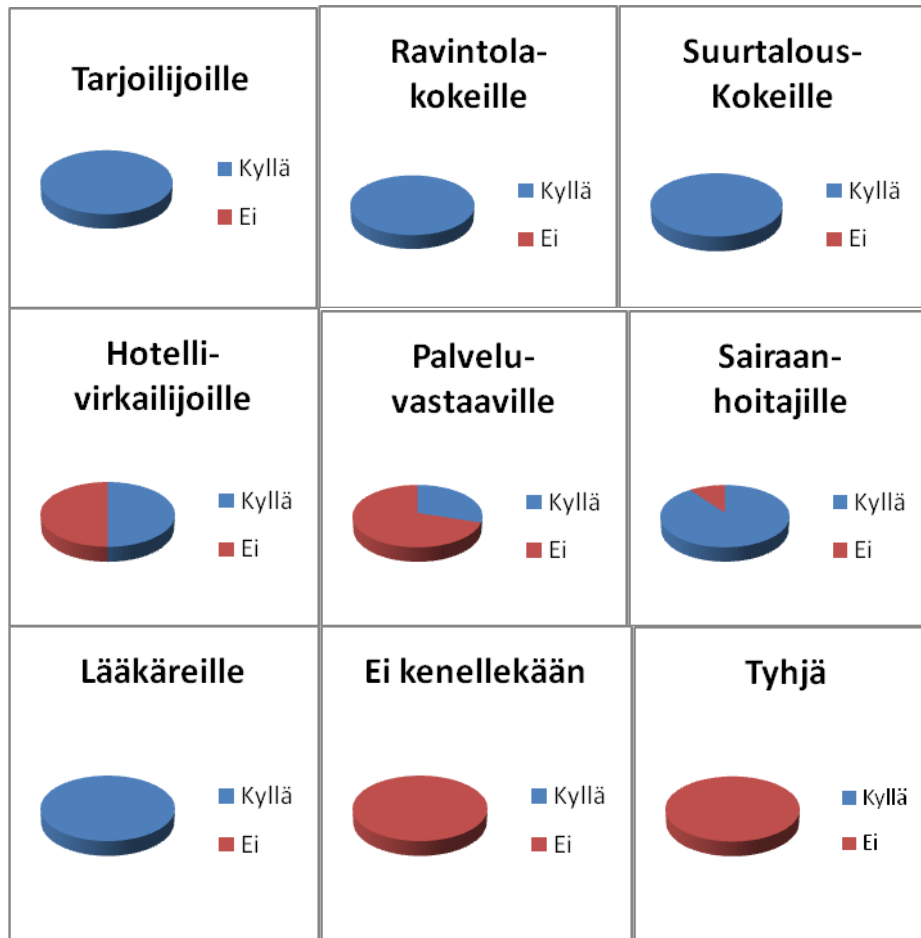 Tarjoilijoille
Kyllä
Ei
Ravintola-
kokeille
Kyllä
Ei
Suurtalous-
Kokeille
Kyllä
Ei
Hotelli-
virkailijoille
Kyllä
Ei
Palvelu-
vastaaville
Kyllä
Ei
Sairaan-
hoitajille
Kyllä
Ei
Lääkäreille
Kyllä
Ei
Ei kenellekään
Kyllä
Ei
Tyhjä
Kyllä
Ei